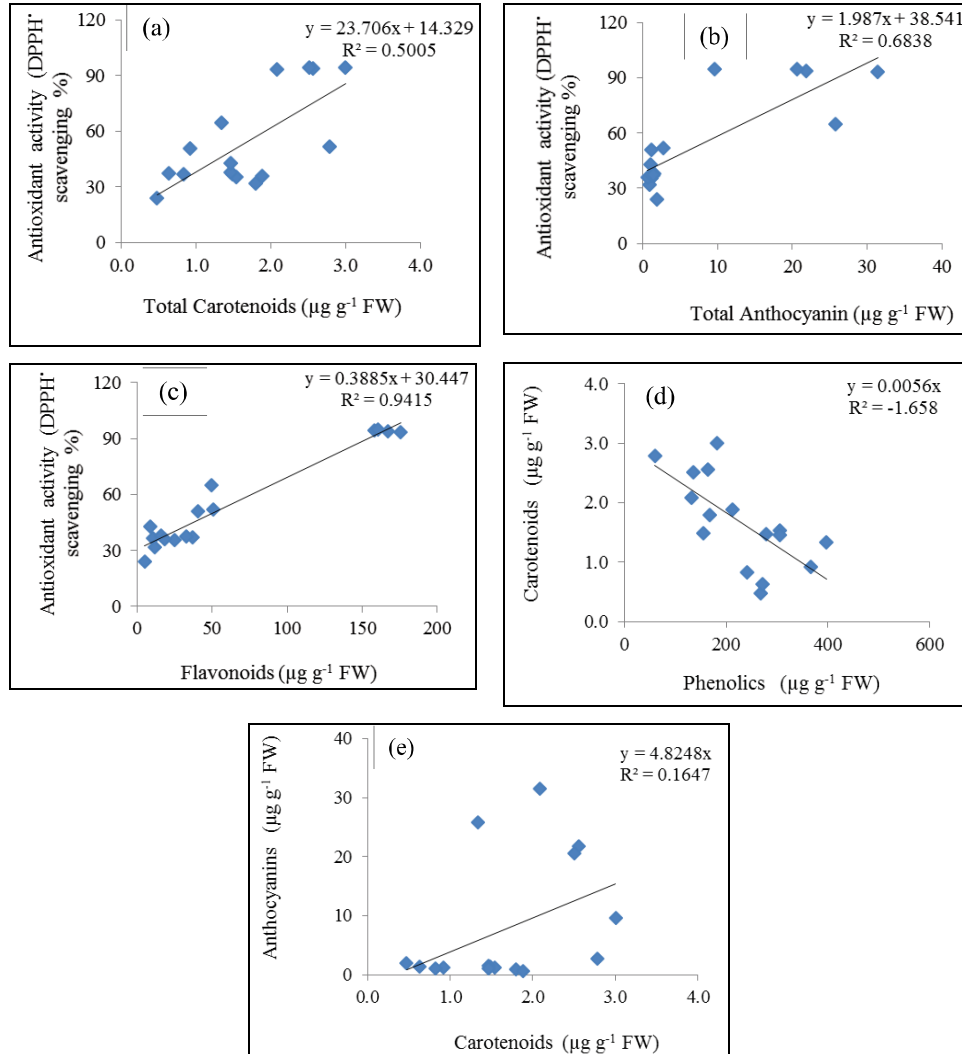 (a)
y = 23.706x + 14.329
R² = 0.5005
Antioxidant activity (DPPH•
scavenging %)
120
90
60
30
0
0.0 1.0 2.0 3.0 4.0
Total Carotenoids (µg g⁻¹ FW)
(b)
y = 1.987x + 38.541
R² = 0.6838
Antioxidant activity (DPPH•
scavenging %)
120
90
60
30
0
0 10 20 30 40
Total Anthocyanin (µg g⁻¹ FW)
(c)
y = 0.3885x + 30.447
R² = 0.9415
Antioxidant activity (DPPH•
scavenging %)
120
90
60
30
0
0 50 100 150 200
Flavonoids (µg g⁻¹ FW)
(d)
y = 0.0056x
R² = -1.658
Carotenoids (µg g⁻¹ FW)
4.0
3.0
2.0
1.0
0.0
0 200 400 600
Phenolics (µg g⁻¹ FW)
(e)
y = 4.8248x
R² = 0.1647
Anthocyanins (µg g⁻¹ FW)
40
30
20
10
0
0.0 1.0 2.0 3.0 4.0
Carotenoids (µg g⁻¹ FW)